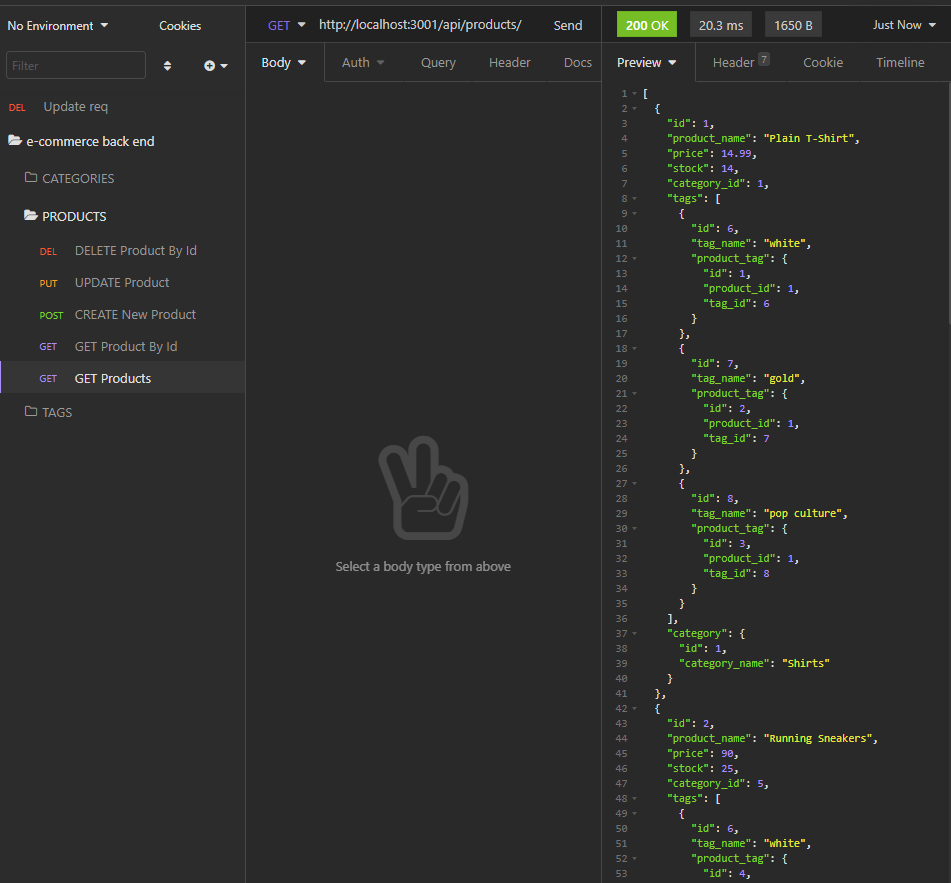 No Environment
Cookies
Filter
DEL Update req
e-commerce back end
CATEGORIES
PRODUCTS
DEL DELETE Product By Id
PUT UPDATE Product
POST CREATE New Product
GET GET Product By Id
GET GET Products
TAGS
GET http://localhost:3001/api/products/ Send
Body Auth Query Header Docs
Select a body type from above
200 OK 20.3 ms 1650 B Just Now
Preview Header 7 Cookie Timeline
1 [
2 {
3 "id": 1,
4 "product_name": "Plain T-Shirt",
5 "price": 14.99,
6 "stock": 14,
7 "category_id": 1,
8 "tags": [
9 {
10 "id": 6,
11 "tag_name": "white",
12 "product_tag": {
13 "id": 1,
14 "product_id": 1,
15 "tag_id": 6
16 }
17 },
18 {
19 "id": 7,
20 "tag_name": "gold",
21 "product_tag": {
22 "id": 2,
23 "product_id": 1,
24 "tag_id": 7
25 }
26 },
27 {
28 "id": 8,
29 "tag_name": "pop culture",
30 "product_tag": {
31 "id": 3,
32 "product_id": 1,
33 "tag_id": 8
34 }
35 }
36 ],
37 "category": {
38 "id": 1,
39 "category_name": "Shirts"
40 }
41 },
42 {
43 "id": 2,
44 "product_name": "Running Sneakers",
45 "price": 90,
46 "stock": 25,
47 "category_id": 5,
48 "tags": [
49 {
50 "id": 6,
51 "tag_name": "white",
52 "product_tag": {
53 "id": 4,